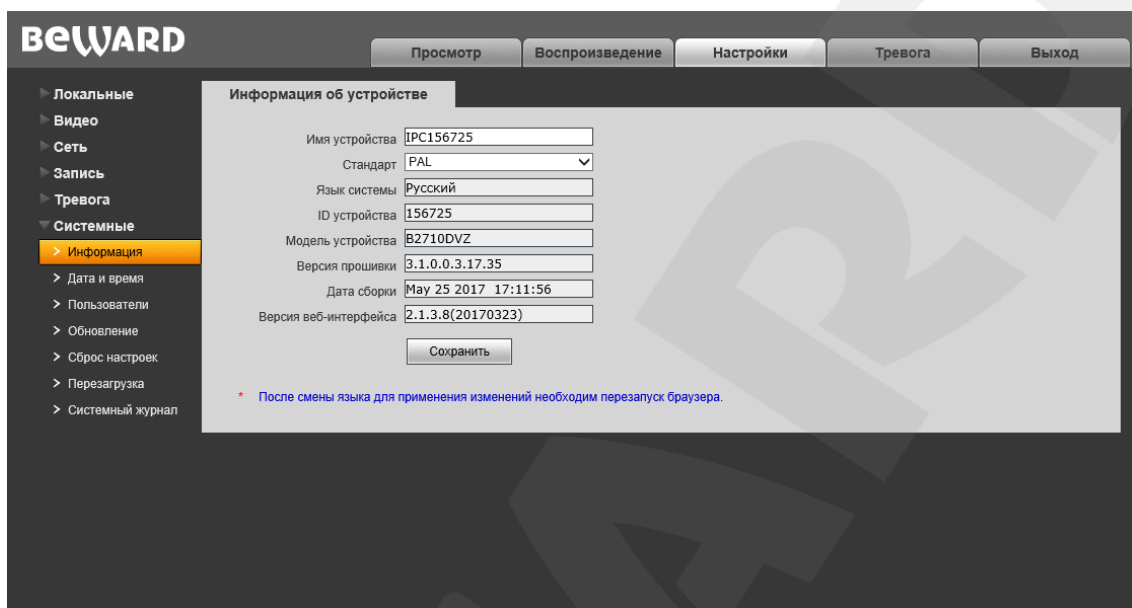 BEWARD
Просмотр Воспроизведение Настройки Тревога Выход
Локальные
Видео
Сеть
Запись
Тревога
Системные
Информация
Дата и время
Пользователи
Обновление
Сброс настроек
Перезагрузка
Системный журнал
Информация об устройстве
Имя устройства IPC156725
Стандарт PAL
Язык системы Русский
ID устройства 156725
Модель устройства B2710DVZ
Версия прошивки 3.1.0.0.3.17.35
Дата сборки May 25 2017 17:11:56
Версия веб-интерфейса 2.1.3.8(20170323)
Сохранить
* После смены языка для применения изменений необходим перезапуск браузера.